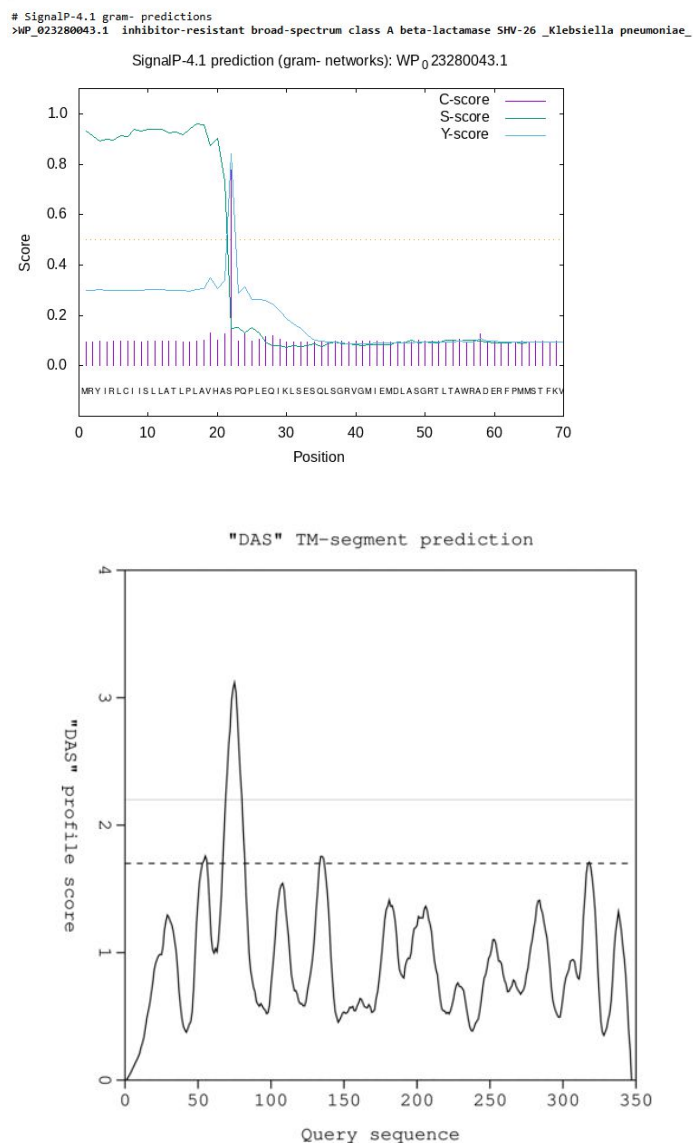 # SignalP-4.1 gram- predictions
>WP_023280043.1 inhibitor-resistant broad-spectrum class A beta-lactamase SHV-26 _Klebsiella pneumoniae_
SignalP-4.1 prediction (gram- networks): WP023280043.1
C-score
S-score
Y-score
1.0
0.8
0.6
0.4
0.2
0.0
Score
MRYIRLCIISLLATLPLAVHASPQPLEQIKLSESQLSGRVGMIEMDLASGRTLTAWRADERFPMMSTFKV
0 10 20 30 40 50 60 70
Position
"DAS" TM-segment prediction
4
3
2
1
0
"DAS" profile score
0 50 100 150 200 250 300 350
Query sequence